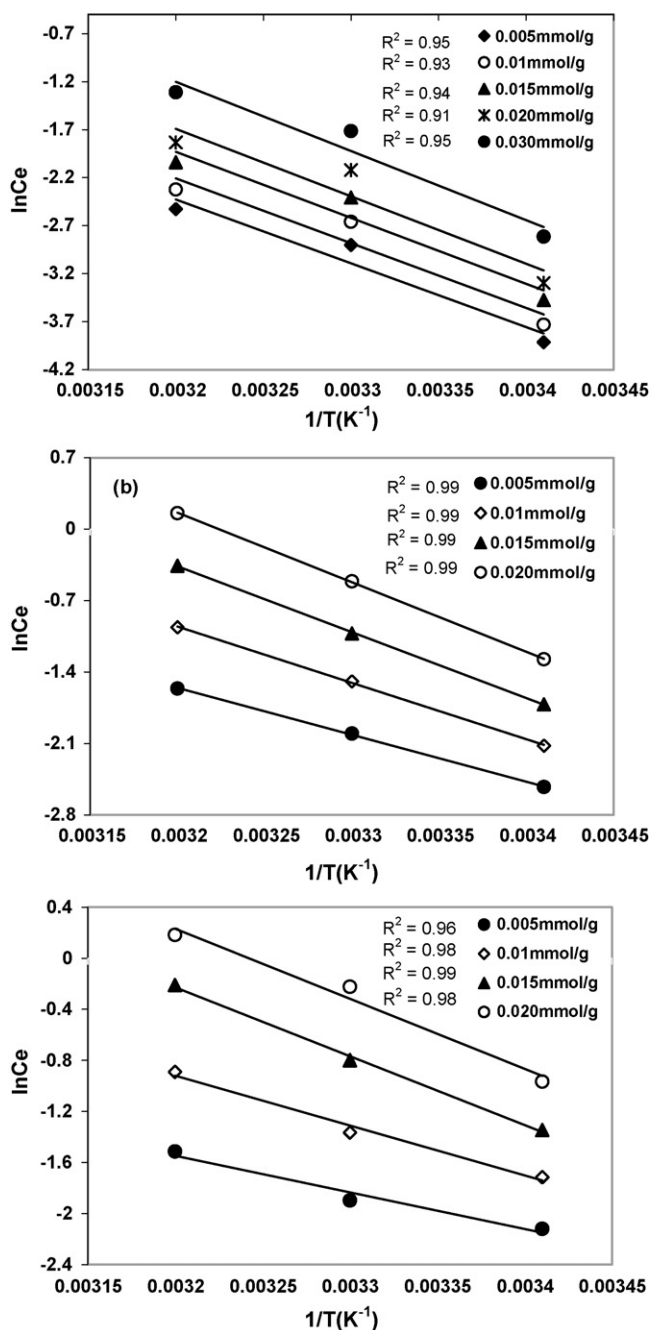 -0.7
R² = 0.95 0.005mmol/g
R² = 0.93 0.01mmol/g
-1.2
R² = 0.94 0.015mmol/g
R² = 0.91 0.020mmol/g
-1.7
R² = 0.95 0.030mmol/g
lnCe
-2.2
-2.7
-3.2
-3.7
-4.2
0.00315 0.0032 0.00325 0.0033 0.00335 0.0034 0.00345
1/T(K⁻¹)
0.7
(b)
R² = 0.99 0.005mmol/g
R² = 0.99 0.01mmol/g
0
R² = 0.99 0.015mmol/g
R² = 0.99 0.020mmol/g
-0.7
lnCe
-1.4
-2.1
-2.8
0.00315 0.0032 0.00325 0.0033 0.00335 0.0034 0.00345
1/T(K⁻¹)
0.4
R² = 0.96 0.005mmol/g
R² = 0.98 0.01mmol/g
0
R² = 0.99 0.015mmol/g
R² = 0.98 0.020mmol/g
-0.4
lnCe
-0.8
-1.2
-1.6
-2
-2.4
0.00315 0.0032 0.00325 0.0033 0.00335 0.0034 0.00345
1/T(K⁻¹)